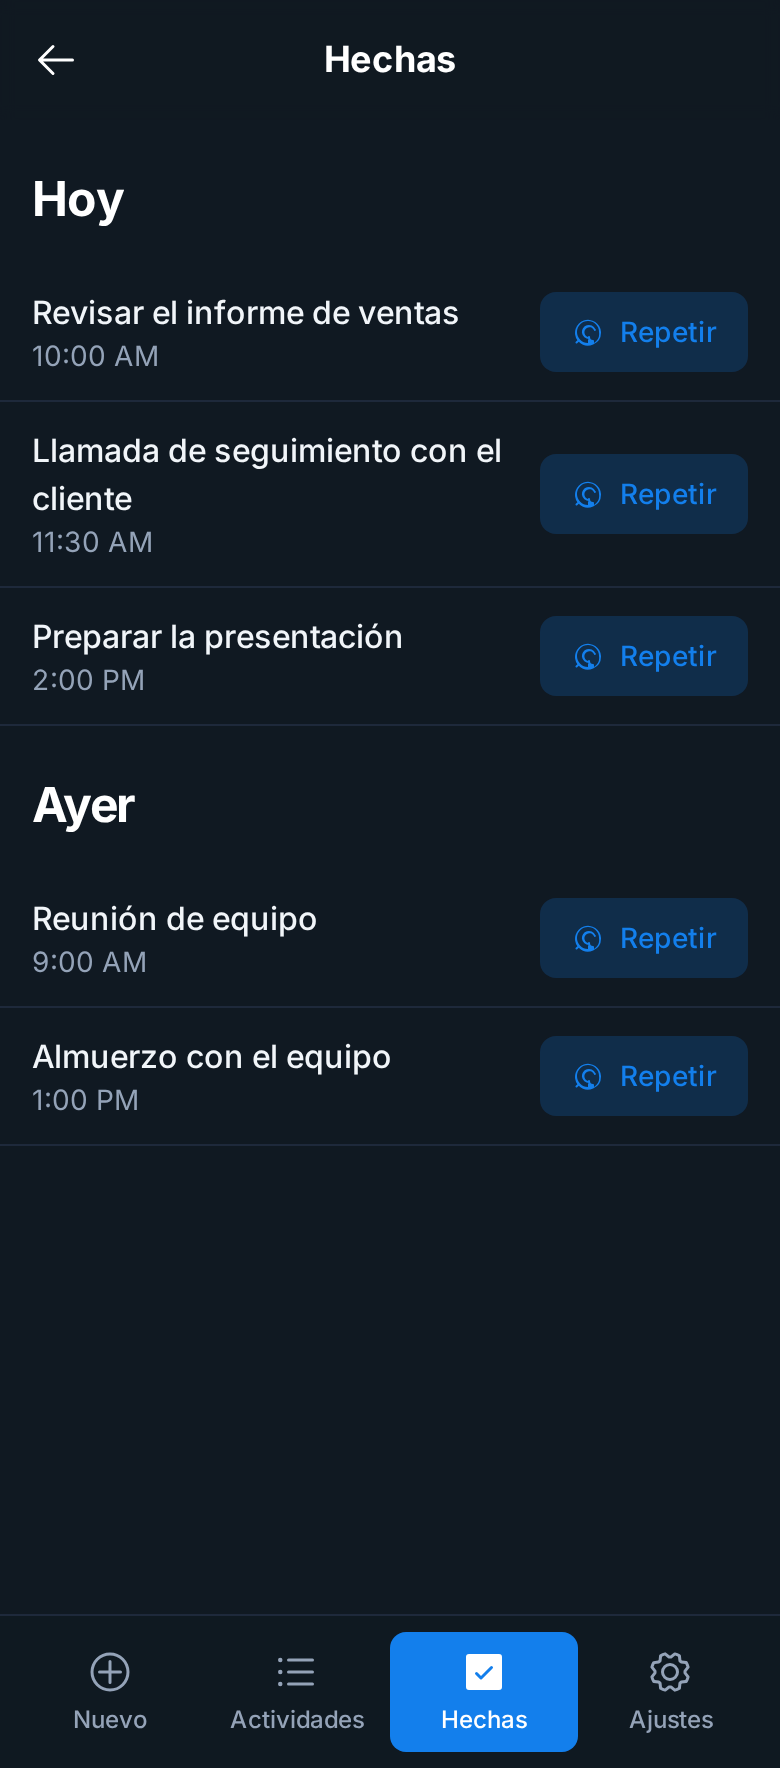 Hechas
Hoy
Revisar el informe de ventas
10:00 AM
Repetir
Llamada de seguimiento con el
cliente
11:30 AM
Repetir
Preparar la presentación
2:00 PM
Repetir
Ayer
Reunión de equipo
9:00 AM
Repetir
Almuerzo con el equipo
1:00 PM
Repetir
Nuevo
Actividades
Hechas
Ajustes